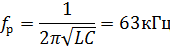 fр = 1 / (2π√LC) = 63кГц